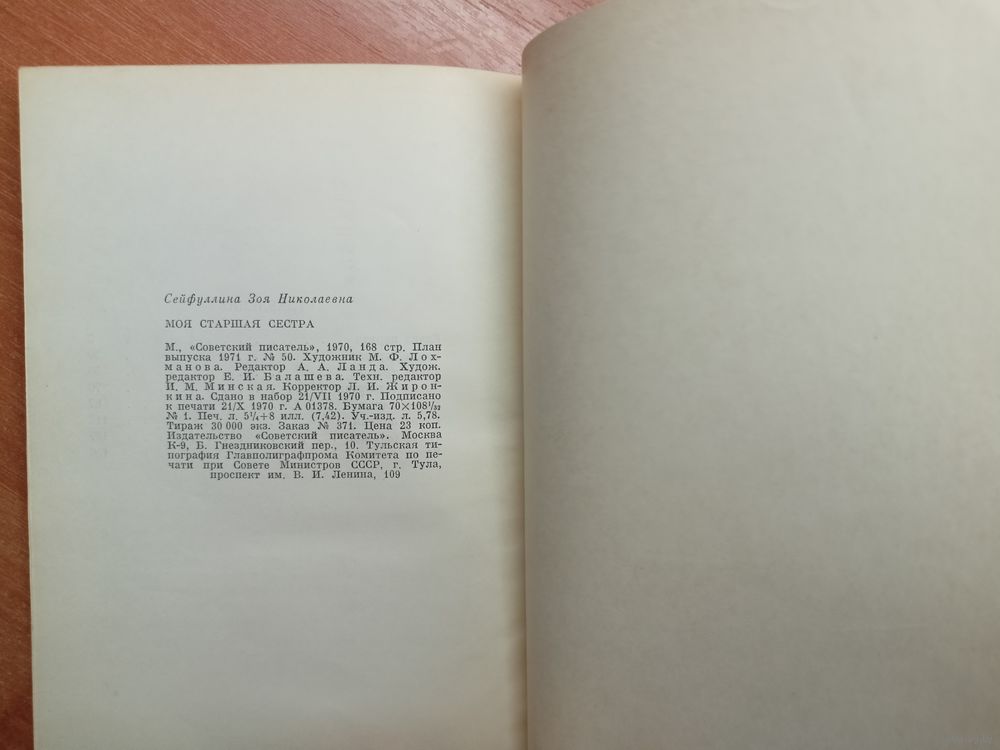 Сейфуллина Зоя Николаевна
МОЯ СТАРШАЯ СЕСТРА
М., «Советский писатель», 1970, 168 стр. План
выпуска 1971 г. № 50. Художник М. Ф. Лох-
манова. Редактор А. А. Ланда. Худож.
редактор Е. И. Балашева. Техн. редактор
И. М. Минская. Корректор Л. И. Жирон-
кина. Сдано в набор 21/VII 1970 г. Подписано
к печати 21/X 1970 г. А 01378. Бумага 70×108¹/₃₂
№ 1. Печ. л. 5¹/₄+8 илл. (7,42). Уч.-изд. л. 5,78.
Тираж 30 000 экз. Заказ № 371. Цена 23 коп.
Издательство «Советский писатель». Москва
К-9, Б. Гнездниковский пер., 10. Тульская ти-
пография Главполиграфпрома Комитета по пе-
чати при Совете Министров СССР, г. Тула,
проспект им. В. И. Ленина, 109